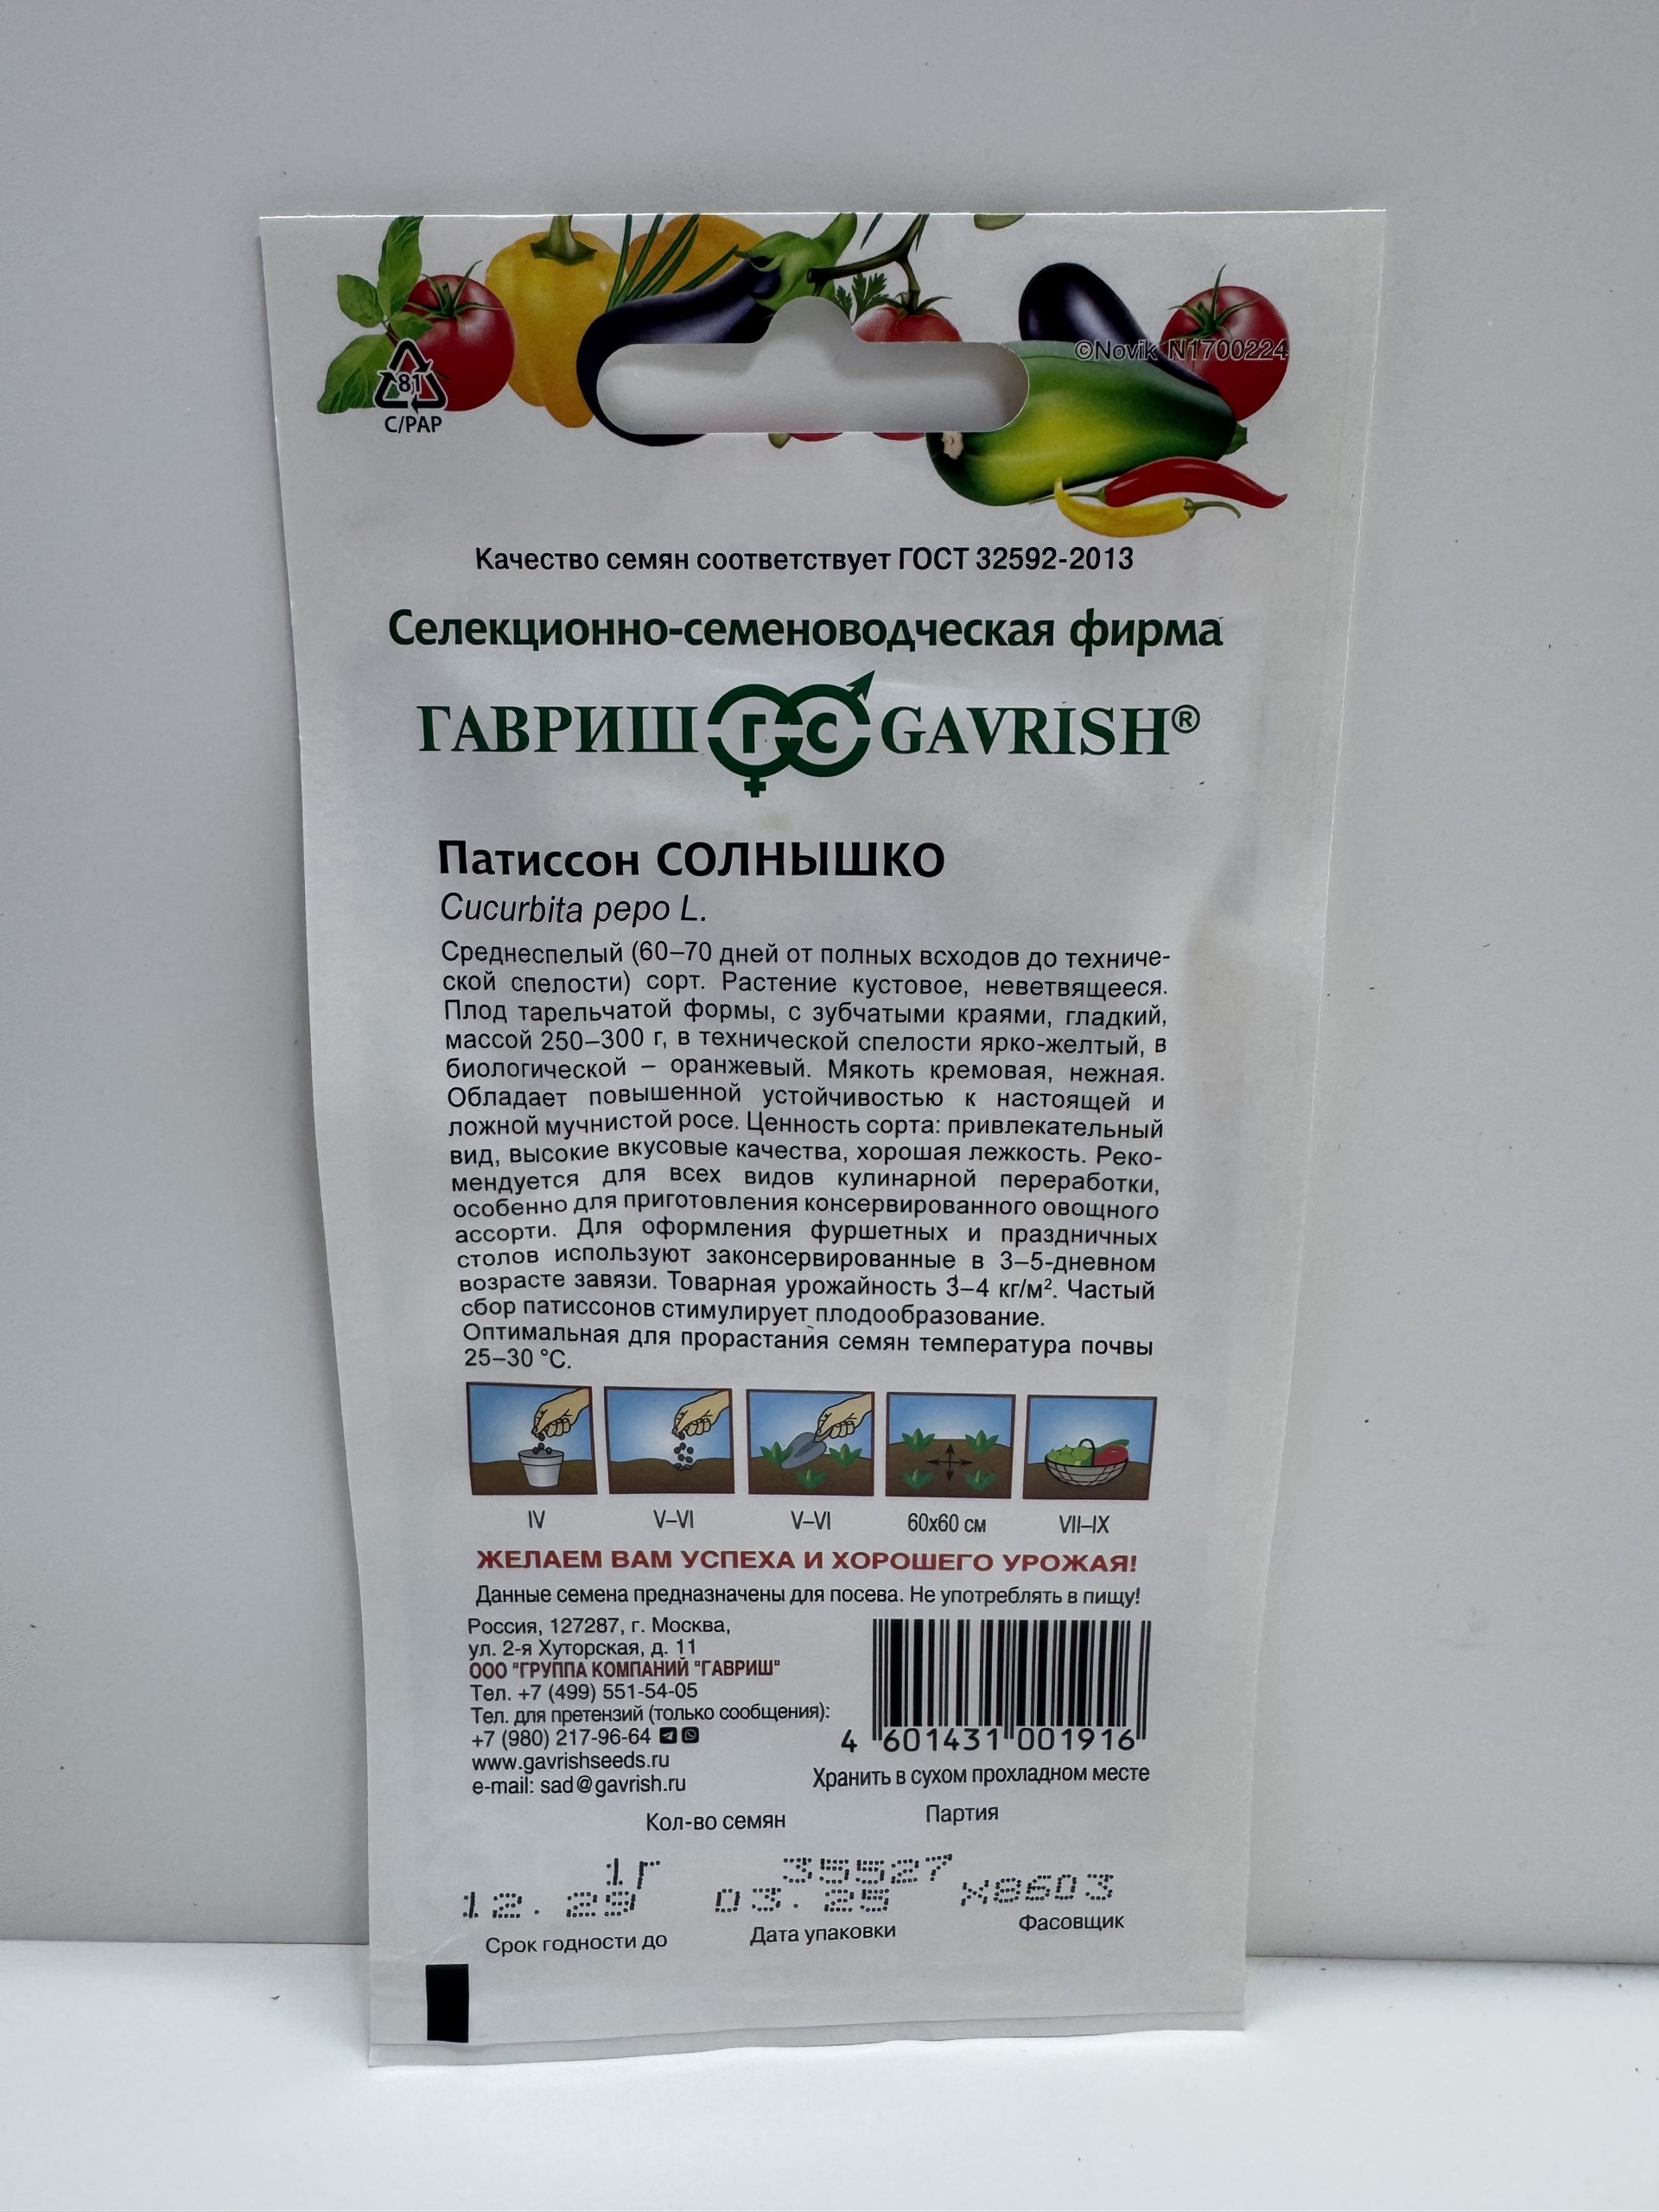 ©Novik N1700224
81
C/PAP
Качество семян соответствует ГОСТ 32592-2013
Селекционно-семеноводческая фирма
ГАВРИШ ГС GAVRISH®
Патиссон СОЛНЫШКО
Cucurbita pepo L.
Среднеспелый (60–70 дней от полных всходов до техниче-
ской спелости) сорт. Растение кустовое, неветвящееся.
Плод тарельчатой формы, с зубчатыми краями, гладкий,
массой 250–300 г, в технической спелости ярко-желтый, в
биологической – оранжевый. Мякоть кремовая, нежная.
Обладает повышенной устойчивостью к настоящей и
ложной мучнистой росе. Ценность сорта: привлекательный
вид, высокие вкусовые качества, хорошая лежкость. Реко-
мендуется для всех видов кулинарной переработки,
особенно для приготовления консервированного овощного
ассорти. Для оформления фуршетных и праздничных
столов используют законсервированные в 3–5-дневном
возрасте завязи. Товарная урожайность 3–4 кг/м². Частый
сбор патиссонов стимулирует плодообразование.
Оптимальная для прорастания семян температура почвы
25–30 °C.
IV V–VI V–VI 60х60 см VII–IX
ЖЕЛАЕМ ВАМ УСПЕХА И ХОРОШЕГО УРОЖАЯ!
Данные семена предназначены для посева. Не употреблять в пищу!
Россия, 127287, г. Москва,
ул. 2-я Хуторская, д. 11
ООО "ГРУППА КОМПАНИЙ "ГАВРИШ"
Тел. +7 (499) 551-54-05
Тел. для претензий (только сообщения):
+7 (980) 217-96-64
www.gavrishseeds.ru
e-mail: sad@gavrish.ru
4 601431 001916
Хранить в сухом прохладном месте
Кол-во семян Партия
1Г 35527
12.29 03.25 х8603
Срок годности до Дата упаковки Фасовщик